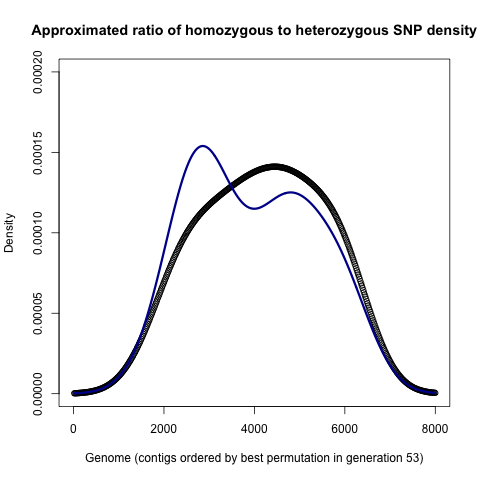 Approximated ratio of homozygous to heterozygous SNP density
0.00020
0.00015
0.00010
0.00005
0.00000
Density
0 2000 4000 6000 8000
Genome (contigs ordered by best permutation in generation 53)